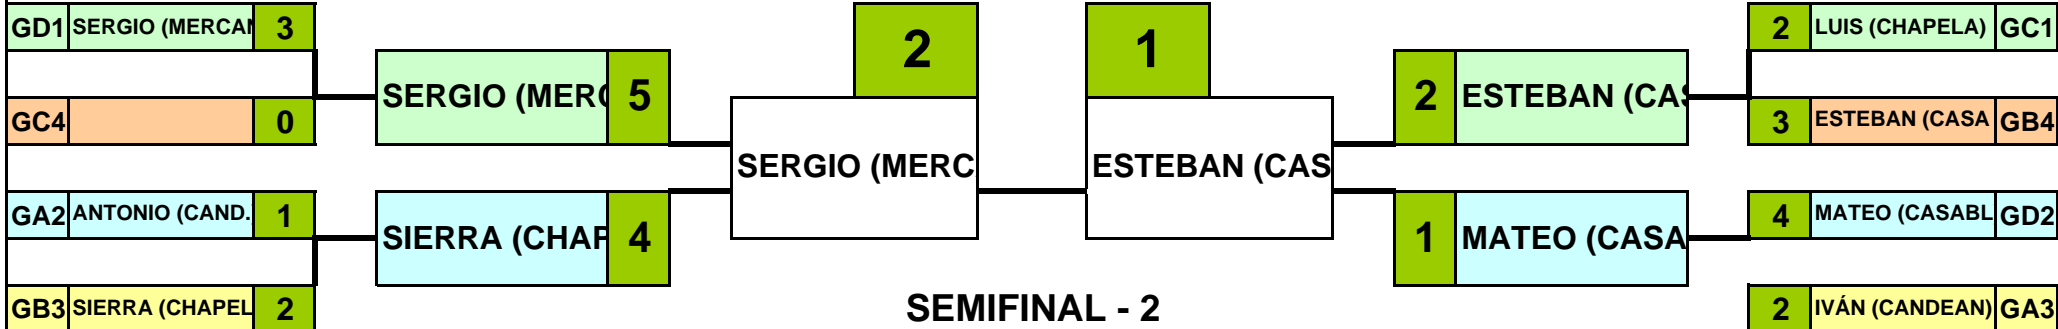 GD1 SERGIO (MERCAN 3
2
1
2 LUIS (CHAPELA) GC1
SERGIO (MERC 5
2 ESTEBAN (CAS
GC4 0
3 ESTEBAN (CASA GB4
SERGIO (MERC
ESTEBAN (CAS
GA2 ANTONIO (CAND. 1
4 MATEO (CASABL GD2
SIERRA (CHAP 4
1 MATEO (CASA
GB3 SIERRA (CHAPEL 2
SEMIFINAL - 2
2 IVÁN (CANDEAN) GA3